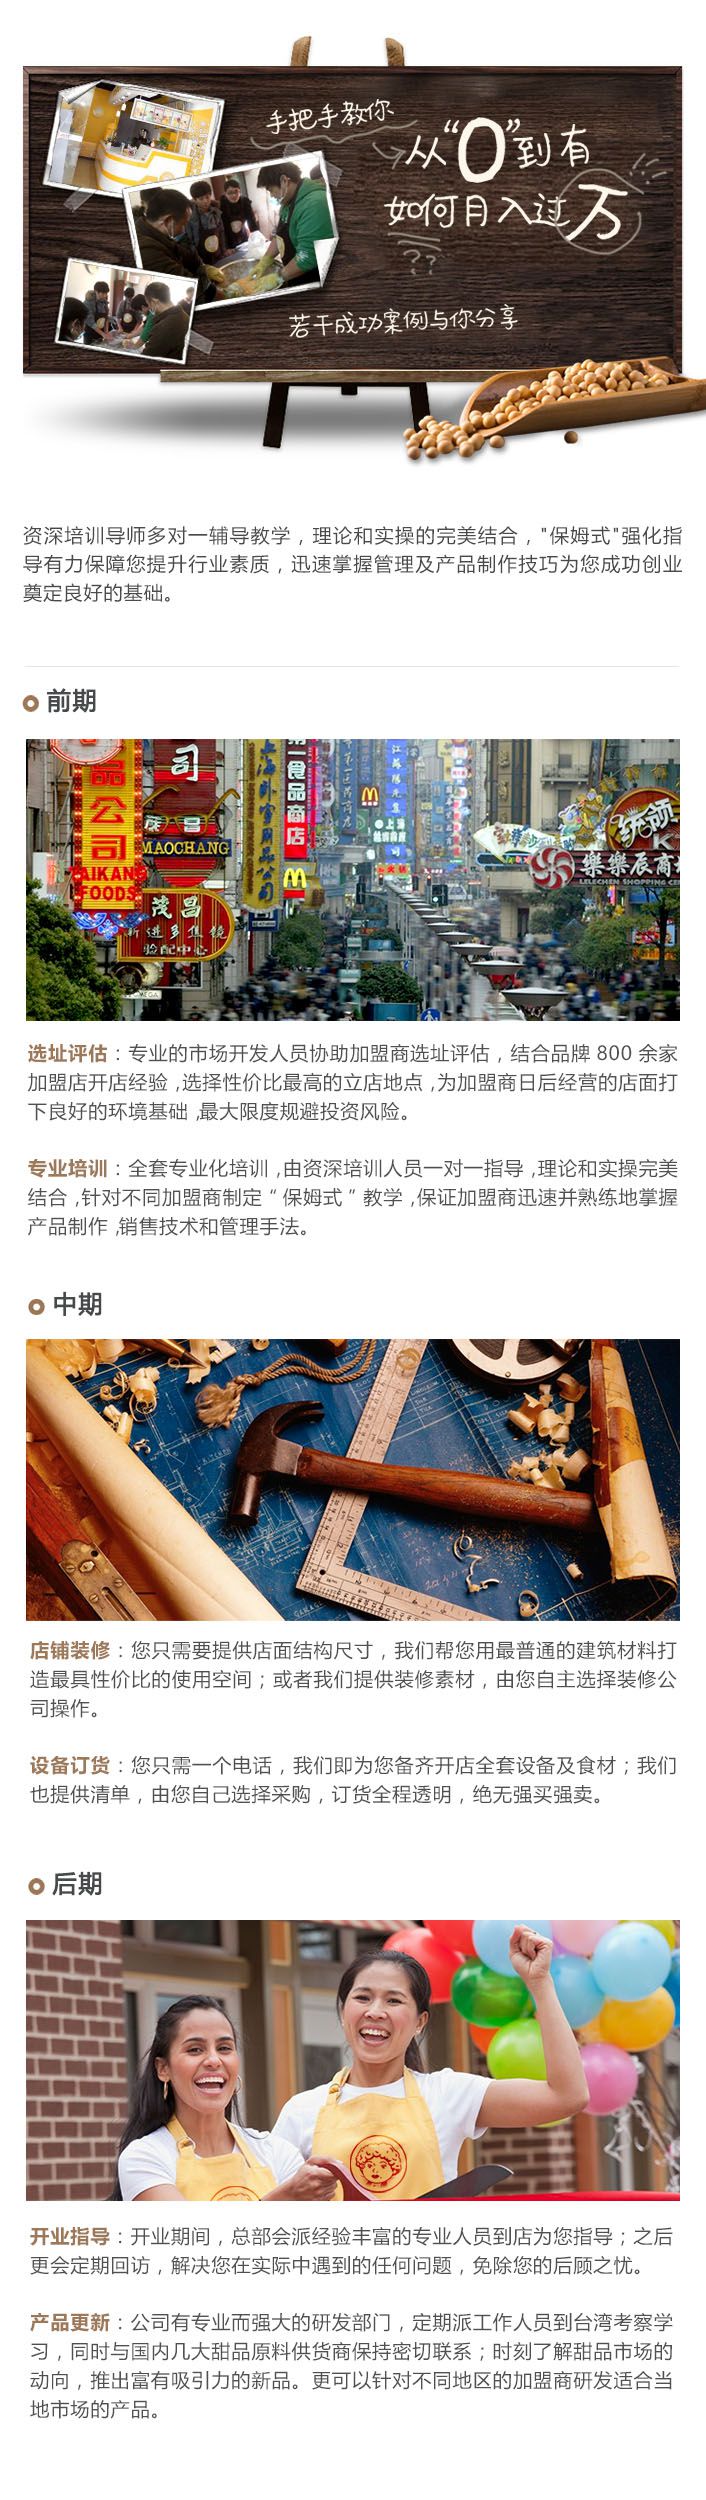 手把手教你
从“0”到有
如何月入过万
??
若干成功案例与你分享
资深培训导师多对一辅导教学，理论和实操的完美结合，"保姆式"强化指
导有力保障您提升行业素质，迅速掌握管理及产品制作技巧为您成功创业
奠定良好的基础。
前期
品公司
AIKANG
FOODS
司
MAOCHANG
茂昌
新进多焦镜
验配中心
第一食品商店
樂樂辰商
LELECHEN SHOPPING CE
选址评估：专业的市场开发人员协助加盟商选址评估，结合品牌 800 余家
加盟店开店经验 ,选择性价比最高的立店地点 ,为加盟商日后经营的店面打
下良好的环境基础 ,最大限度规避投资风险。
专业培训：全套专业化培训 ,由资深培训人员一对一指导 ,理论和实操完美
结合 ,针对不同加盟商制定 “ 保姆式 ” 教学 ,保证加盟商迅速并熟练地掌握
产品制作 ,销售技术和管理手法。
中期
店铺装修：您只需要提供店面结构尺寸，我们帮您用最普通的建筑材料打
造最具性价比的使用空间；或者我们提供装修素材，由您自主选择装修公
司操作。
设备订货：您只需一个电话，我们即为您备齐开店全套设备及食材；我们
也提供清单，由您自己选择采购，订货全程透明，绝无强买强卖。
后期
开业指导：开业期间，总部会派经验丰富的专业人员到店为您指导；之后
更会定期回访，解决您在实际中遇到的任何问题，免除您的后顾之忧。
产品更新：公司有专业而强大的研发部门，定期派工作人员到台湾考察学
习，同时与国内几大甜品原料供货商保持密切联系；时刻了解甜品市场的
动向，推出富有吸引力的新品。更可以针对不同地区的加盟商研发适合当
地市场的产品。